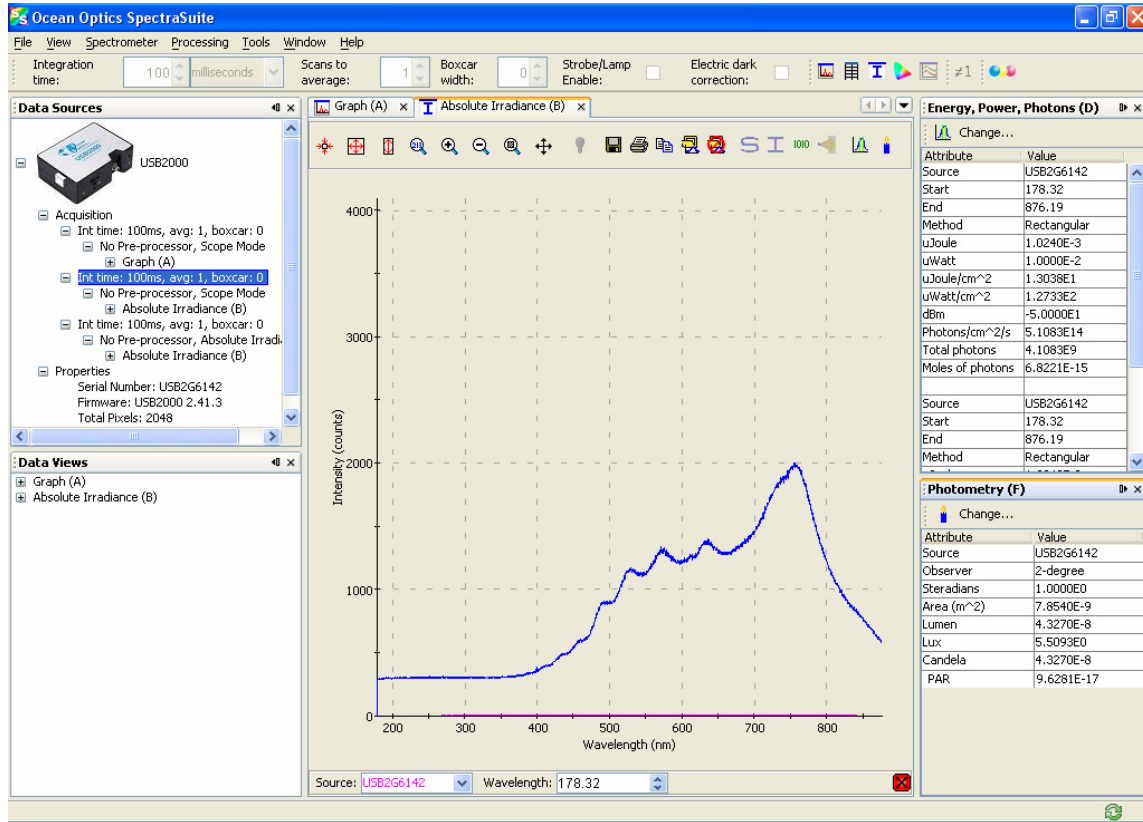 Ocean Optics SpectraSuite
File View Spectrometer Processing Tools Window Help
Integration time: 100 milliseconds Scans to average: 1 Boxcar width: 0 Strobe/Lamp Enable: Electric dark correction: ≠1
Data Sources
USB2000
Acquisition
Int time: 100ms, avg: 1, boxcar: 0
No Pre-processor, Scope Mode
Graph (A)
Int time: 100ms, avg: 1, boxcar: 0
No Pre-processor, Scope Mode
Absolute Irradiance (B)
Int time: 100ms, avg: 1, boxcar: 0
No Pre-processor, Absolute Irradi
Absolute Irradiance (B)
Properties
Serial Number: USB2G6142
Firmware: USB2000 2.41.3
Total Pixels: 2048
Data Views
Graph (A)
Absolute Irradiance (B)
Graph (A) Absolute Irradiance (B)
S I 1010
4000
3000
2000
1000
0
Intensity (counts)
200 300 400 500 600 700 800
Wavelength (nm)
Source: USB2G6142 Wavelength: 178.32
Energy, Power, Photons (D)
Change...
Attribute Value
Source USB2G6142
Start 178.32
End 876.19
Method Rectangular
uJoule 1.0240E-3
uWatt 1.0000E-2
uJoule/cm^2 1.3038E1
uWatt/cm^2 1.2733E2
dBm -5.0000E1
Photons/cm^2/s 5.1083E14
Total photons 4.1083E9
Moles of photons 6.8221E-15
Source USB2G6142
Start 178.32
End 876.19
Method Rectangular
Photometry (F)
Change...
Attribute Value
Source USB2G6142
Observer 2-degree
Steradians 1.0000E0
Area (m^2) 7.8540E-9
Lumen 4.3270E-8
Lux 5.5093E0
Candela 4.3270E-8
PAR 9.6281E-17